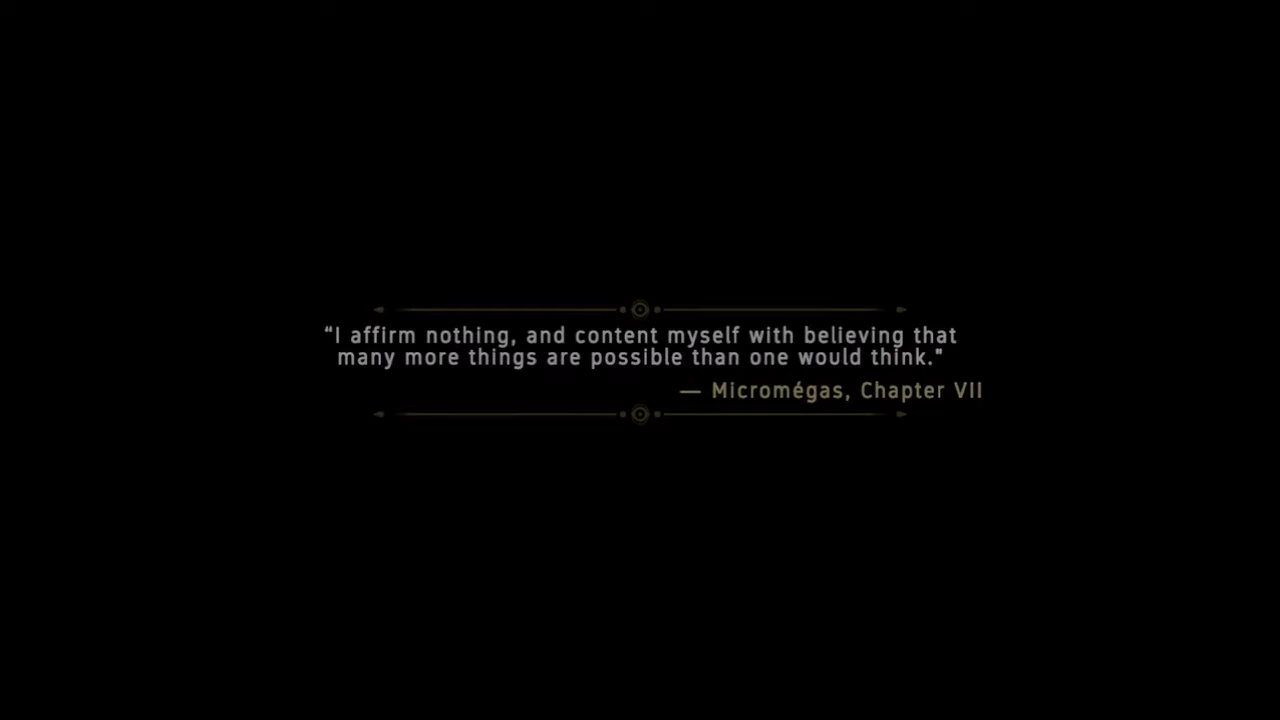 “I affirm nothing, and content myself with believing that
many more things are possible than one would think."
— Micromégas, Chapter VII